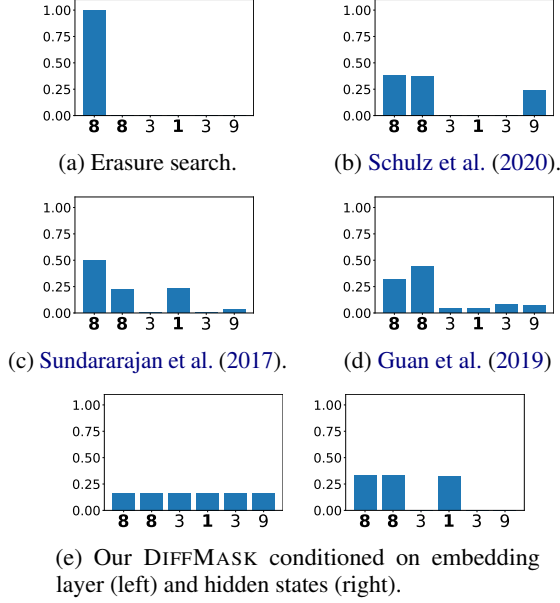 1.00
0.75
0.50
0.25
0.00
8 8 3 1 3 9
(a) Erasure search.
1.00
0.75
0.50
0.25
0.00
8 8 3 1 3 9
(b) Schulz et al. (2020).
1.00
0.75
0.50
0.25
0.00
8 8 3 1 3 9
(c) Sundararajan et al. (2017).
1.00
0.75
0.50
0.25
0.00
8 8 3 1 3 9
(d) Guan et al. (2019)
1.00
0.75
0.50
0.25
0.00
8 8 3 1 3 9
1.00
0.75
0.50
0.25
0.00
8 8 3 1 3 9
(e) Our DIFFMASK conditioned on embedding
layer (left) and hidden states (right).